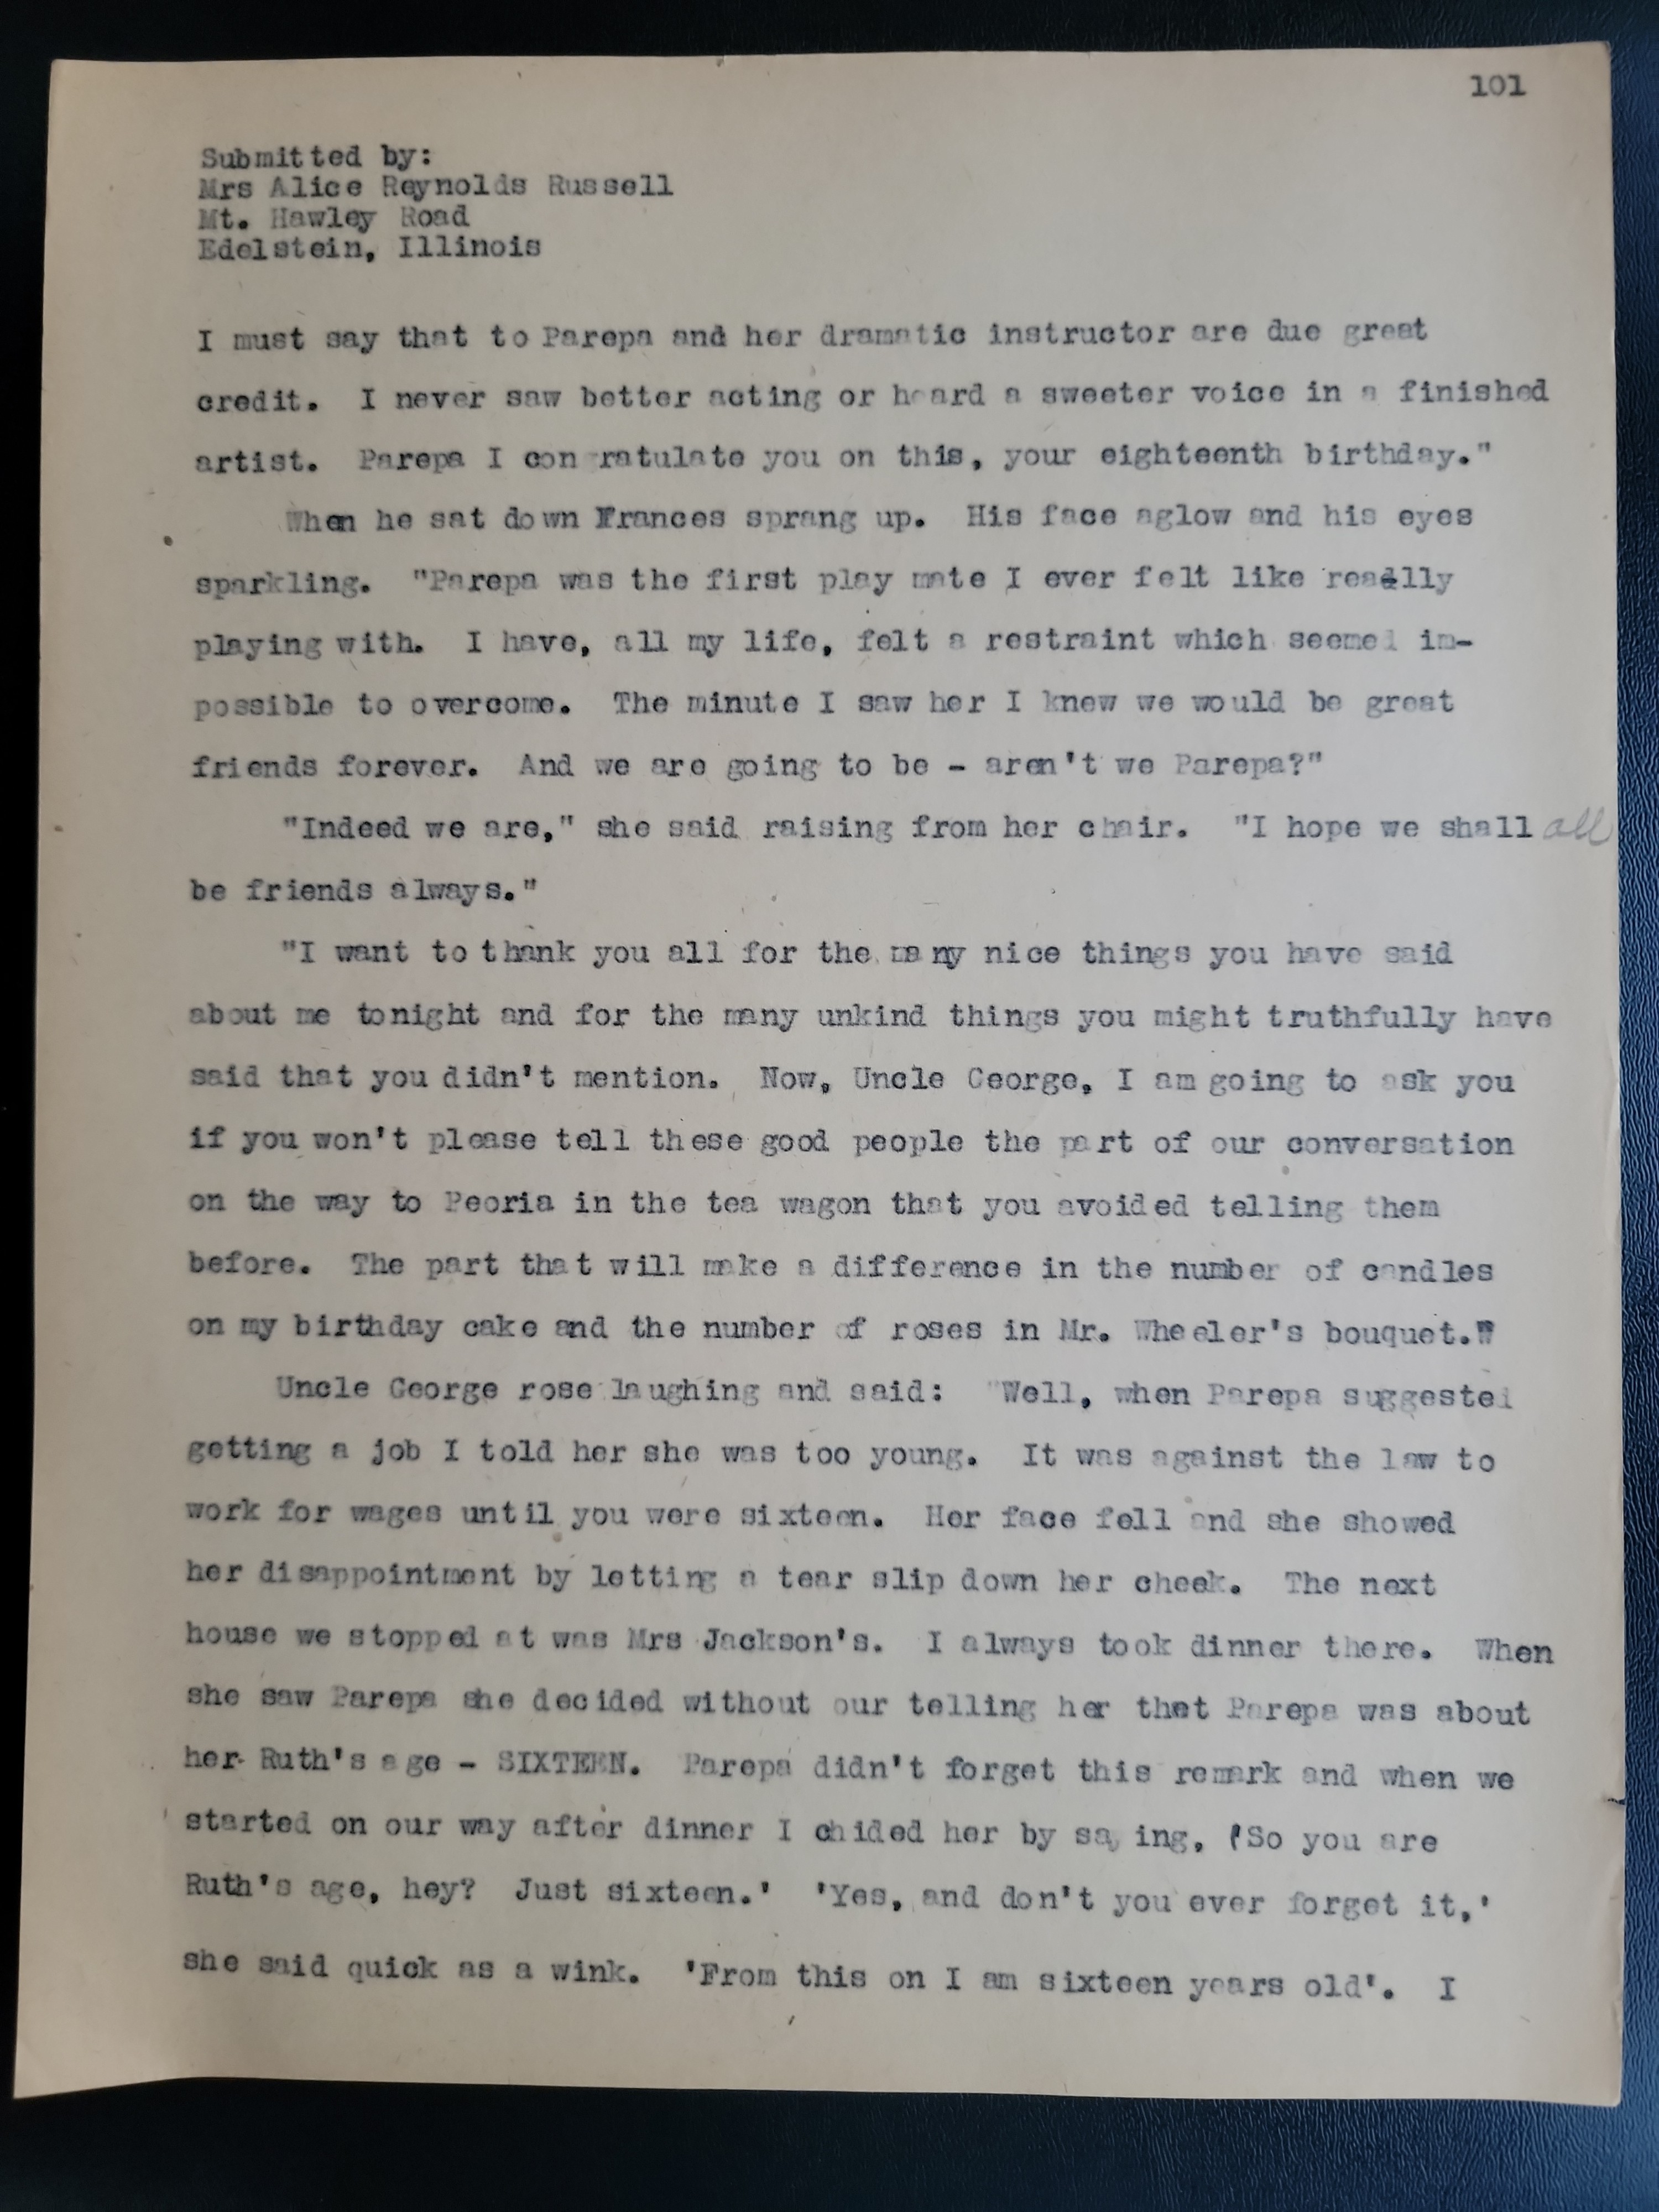 101
Submitted by:
Mrs Alice Reynolds Russell
Mt. Hawley Road
Edelstein, Illinois
I must say that to Parepa and her dramatic instructor are due great
credit. I never saw better acting or heard a sweeter voice in a finished
artist. Parepa I congratulate you on this, your eighteenth birthday."
When he sat down Frances sprang up. His face aglow and his eyes
sparkling. "Parepa was the first play mate I ever felt like really
playing with. I have, all my life, felt a restraint which seemed im-
possible to overcome. The minute I saw her I knew we would be great
friends forever. And we are going to be - aren't we Parepa?"
"Indeed we are," she said raising from her chair. "I hope we shall all
be friends always."
"I want to thank you all for the many nice things you have said
about me tonight and for the many unkind things you might truthfully have
said that you didn't mention. Now, Uncle George, I am going to ask you
if you won't please tell these good people the part of our conversation
on the way to Peoria in the tea wagon that you avoided telling them
before. The part that will make a difference in the number of candles
on my birthday cake and the number of roses in Mr. Wheeler's bouquet."
Uncle George rose laughing and said: "Well, when Parepa suggested
getting a job I told her she was too young. It was against the law to
work for wages until you were sixteen. Her face fell and she showed
her disappointment by letting a tear slip down her cheek. The next
house we stopped at was Mrs Jackson's. I always took dinner there. When
she saw Parepa she decided without our telling her that Parepa was about
her Ruth's age - SIXTEEN. Parepa didn't forget this remark and when we
started on our way after dinner I chided her by saying, 'So you are
Ruth's age, hey? Just sixteen.' 'Yes, and don't you ever forget it,'
she said quick as a wink. 'From this on I am sixteen years old'. I